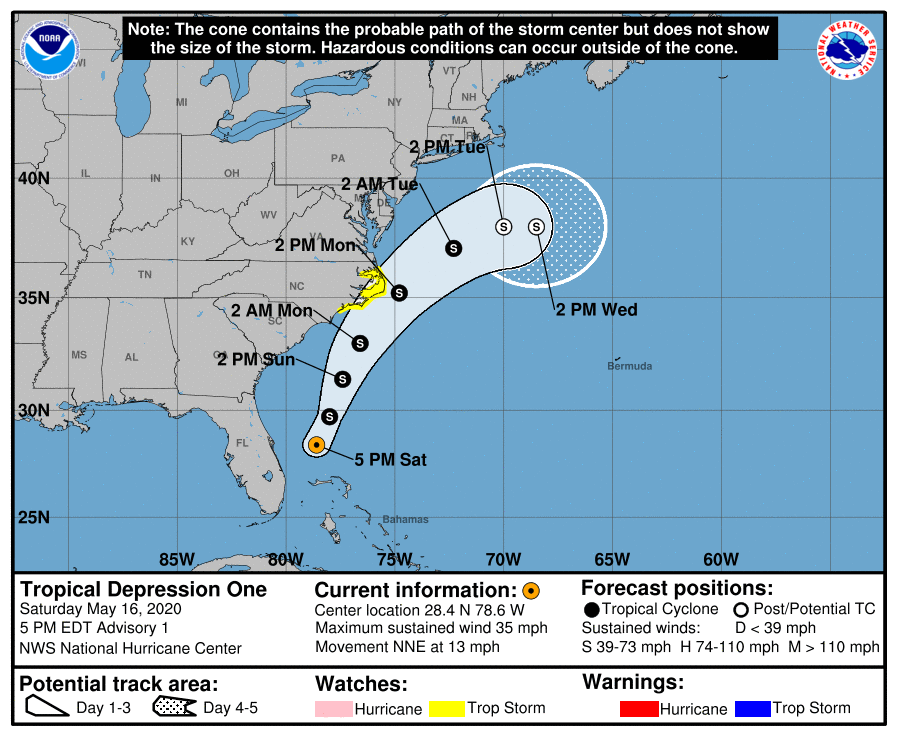 Note: The cone contains the probable path of the storm center but does not show
the size of the storm. Hazardous conditions can occur outside of the cone.
NOAA
NATIONAL WEATHER SERVICE
WI
VT
NH
MI
NY
MA
CT
RI
2 PM Tue
PA
40N
IL
IN
OH
2 AM Tue
DE
WV
KY
VA
2 PM Mon
TN
NC
35N
2 AM Mon
2 PM Wed
SC
MS
AL
GA
2 PM Sun
Bermuda
30N
FL
5 PM Sat
25N
Bahamas
85W
80W
75W
70W
65W
60W
S
S
S
S
S
S
S
Tropical Depression One
Saturday May 16, 2020
5 PM EDT Advisory 1
NWS National Hurricane Center
Current information:
Center location 28.4 N 78.6 W
Maximum sustained wind 35 mph
Movement NNE at 13 mph
Forecast positions:
Tropical Cyclone Post/Potential TC
Sustained winds: D < 39 mph
S 39-73 mph H 74-110 mph M > 110 mph
Potential track area:
Day 1-3 Day 4-5
Watches:
Hurricane Trop Storm
Warnings:
Hurricane Trop Storm